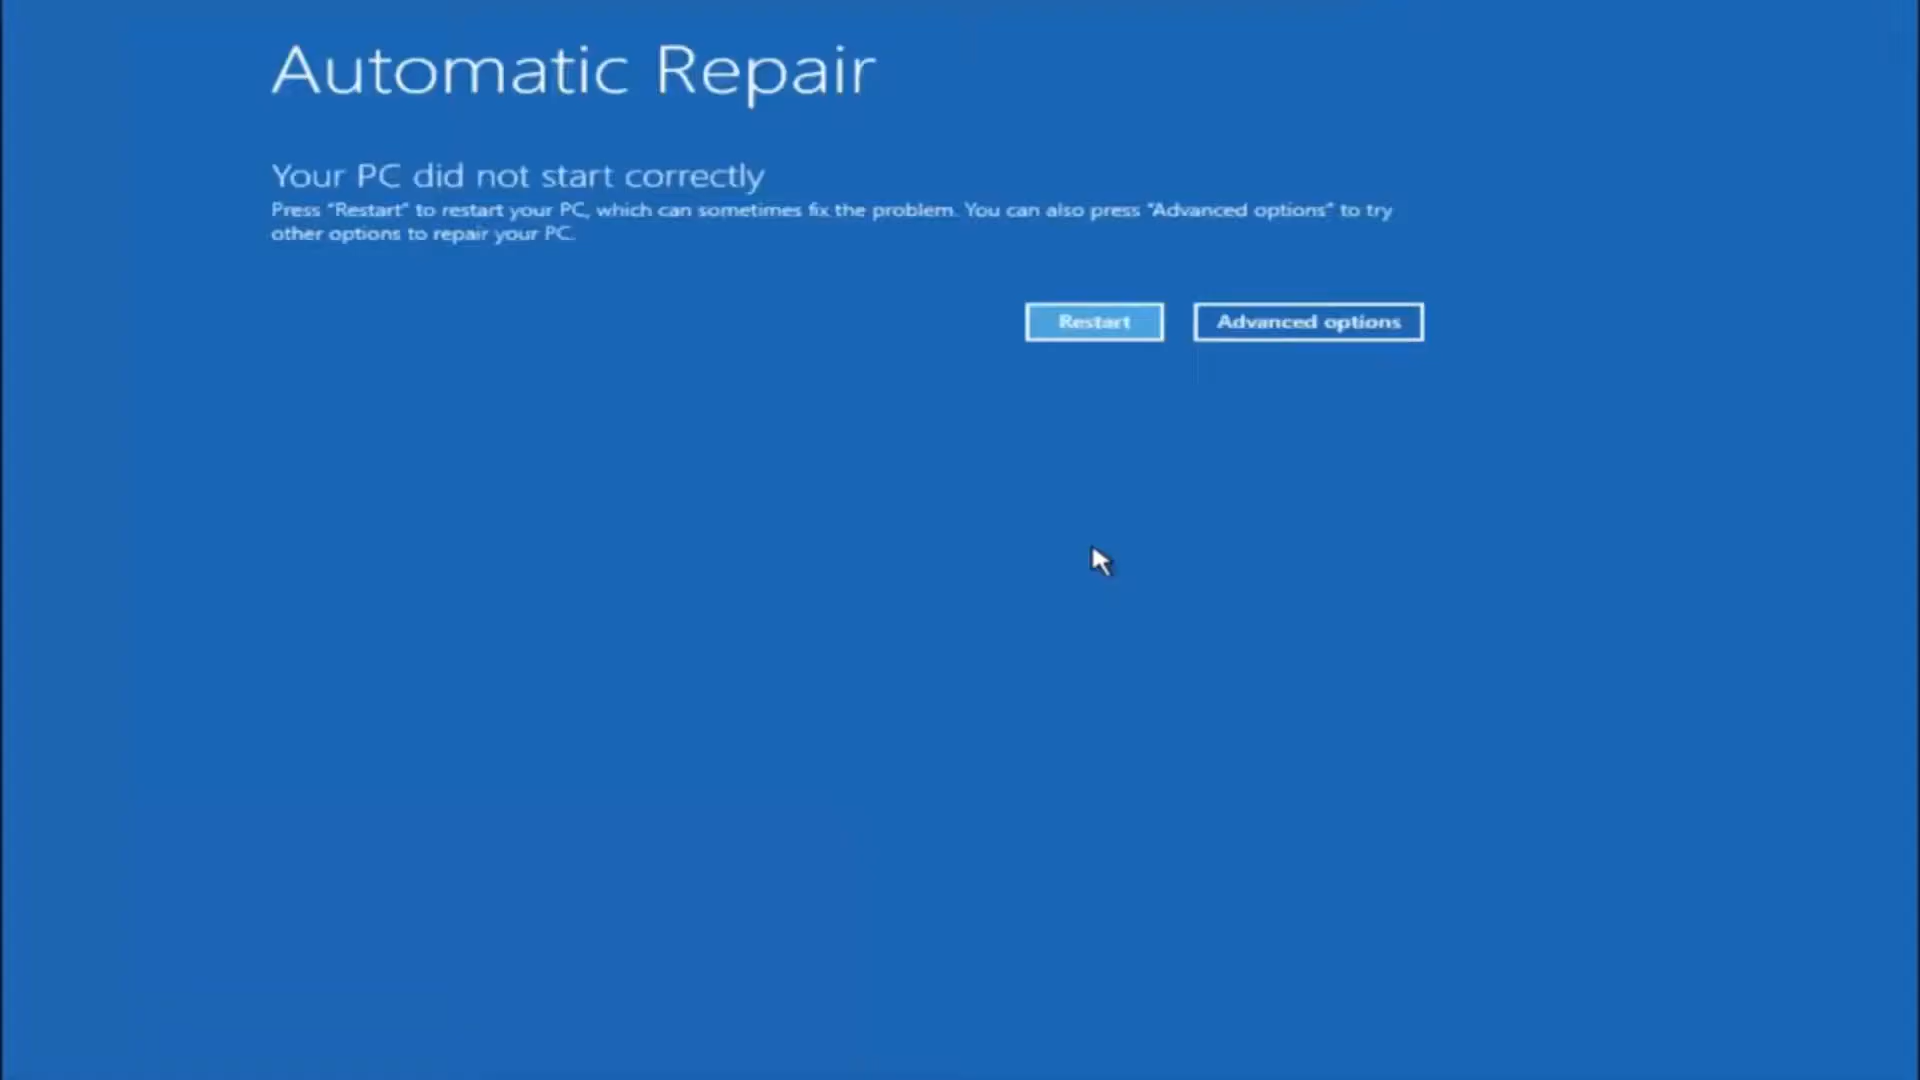 Automatic Repair
Your PC did not start correctly
Press "Restart" to restart your PC, which can sometimes fix the problem. You can also press "Advanced options" to try
other options to repair your PC.
Restart
Advanced options